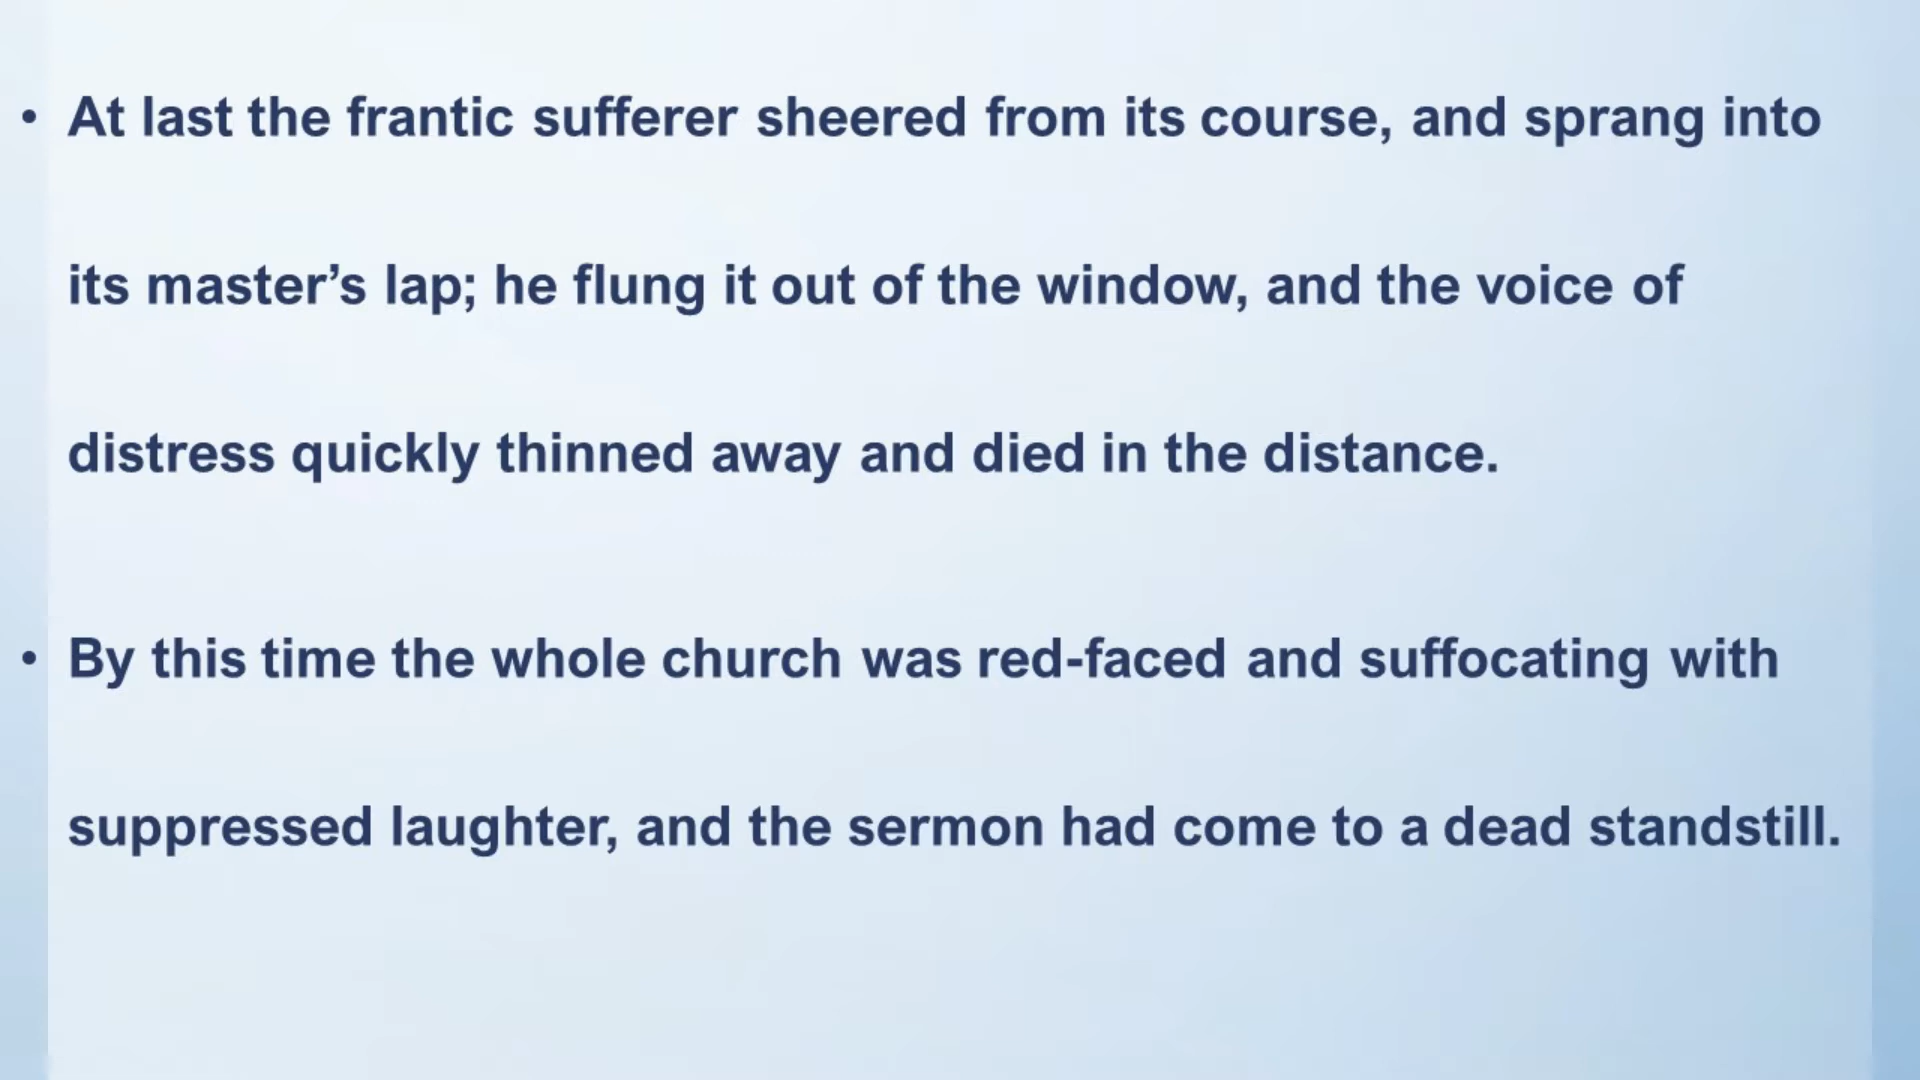 • At last the frantic sufferer sheered from its course, and sprang into
its master’s lap; he flung it out of the window, and the voice of
distress quickly thinned away and died in the distance.
• By this time the whole church was red-faced and suffocating with
suppressed laughter, and the sermon had come to a dead standstill.